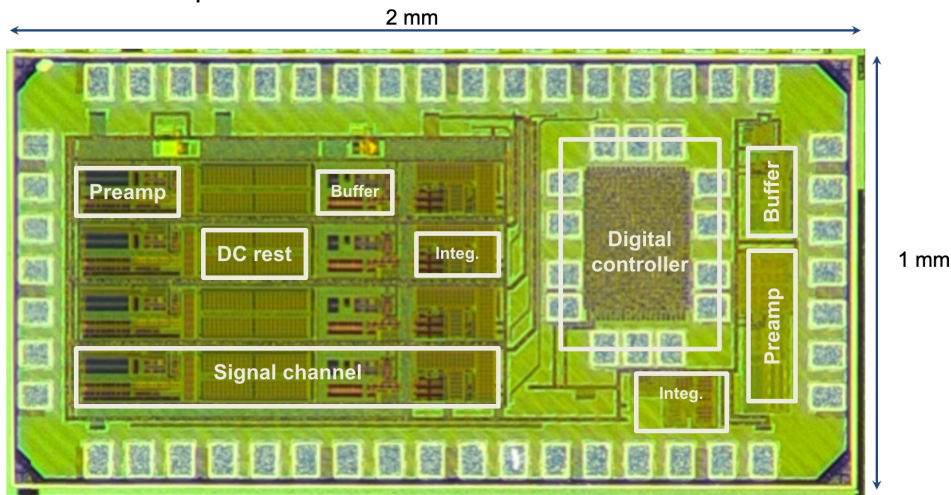 2 mm
Preamp
Buffer
Buffer
DC rest
Integ.
Digital
controller
1 mm
Preamp
Signal channel
Integ.